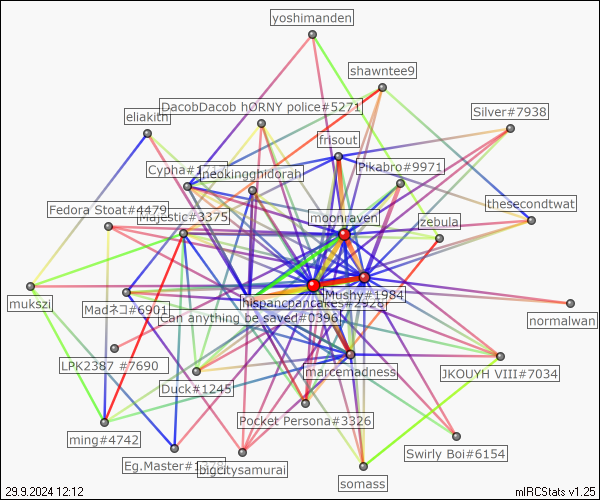 yoshimanden
shawntee9
DacobDacob hORNY police#5271
Silver#7938
eliakith
frisout
Cypha#1
Pikabro#9971
neokingghidorah
thesecondtwat
Fedora Stoat#4479
Majestic#3375
moonraven
zebula
mukszi
Madネコ#6901
hispancpancakes#2926
Mushy#1984
normalwan
Can anything be saved#0396
LPK2387 #7690
marcemadness
JKOUYH VIII#7034
Duck#1245
Pocket Persona#3326
ming#4742
Swirly Boi#6154
Eg.Master#
bigcitysamurai
somass
29.9.2024 12:12
mIRCStats v1.25